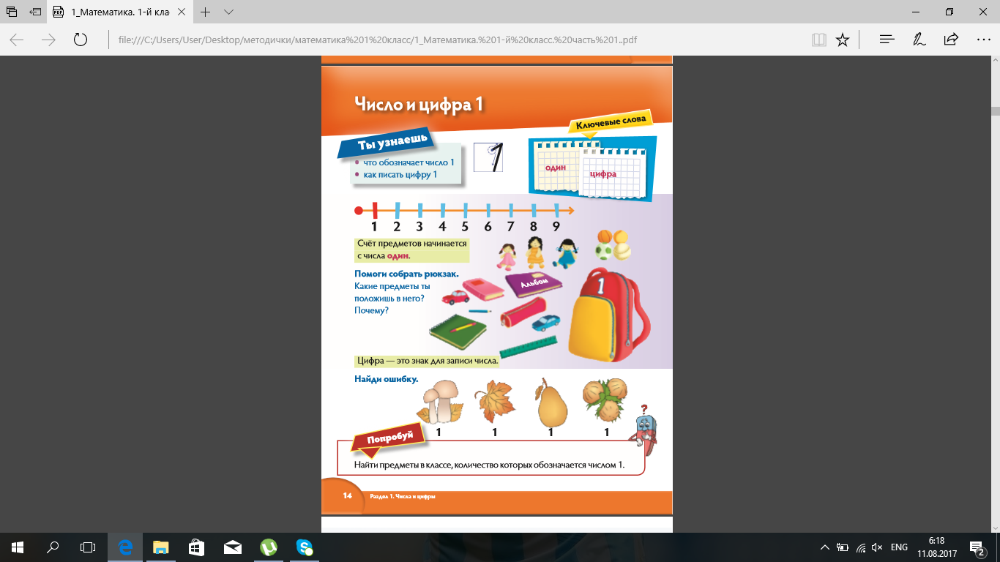 1_Математика. 1-й кла
file:///C:/Users/User/Desktop/методички/математика%201%20класс/1_Математика.%201-й%20класс.%20часть%201..pdf
Число и цифра 1
Ключевые слова
Ты узнаешь
• что обозначает число 1
• как писать цифру 1
1
один
цифра
1 2 3 4 5 6 7 8 9
Счёт предметов начинается
с числа один.
Помоги собрать рюкзак.
Какие предметы ты
положишь в него?
Почему?
Альбом
1
Цифра — это знак для записи числа.
Найди ошибку.
?
1 1 1 1
Попробуй
Найти предметы в классе, количество которых обозначается числом 1.
14 Раздел 1. Числа и цифры
ENG
6:18
11.08.2017
2